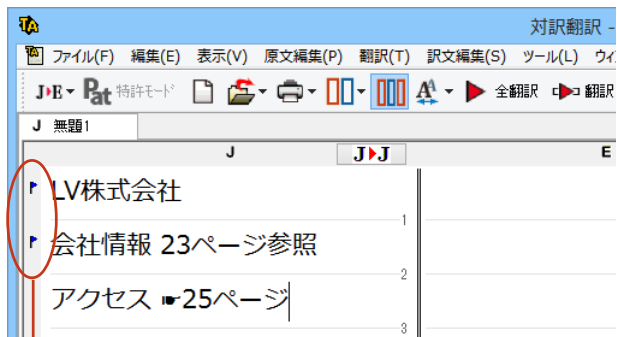 対訳翻訳 -
ファイル(F) 編集(E) 表示(V) 原文編集(P) 翻訳(T) 訳文編集(S) ツール(L)
J▸E Pat 特許モード 全翻訳 翻訳
J 無題1
J J▸J E
LV株式会社
1
会社情報 23ページ参照
2
アクセス ☛25ページ
3